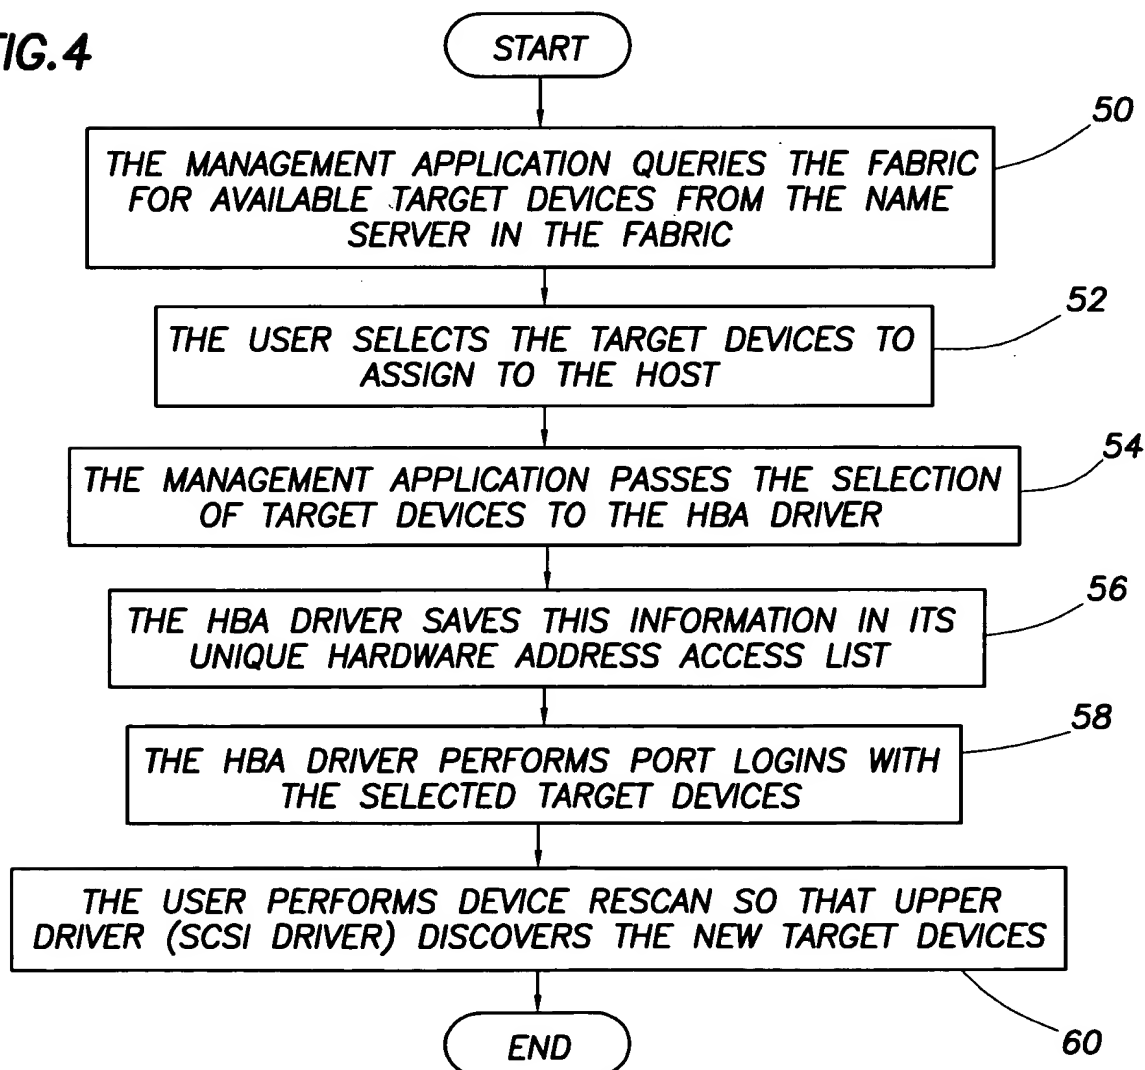 FIG.4
START
50
THE MANAGEMENT APPLICATION QUERIES THE FABRIC
FOR AVAILABLE TARGET DEVICES FROM THE NAME
SERVER IN THE FABRIC
52
THE USER SELECTS THE TARGET DEVICES TO
ASSIGN TO THE HOST
54
THE MANAGEMENT APPLICATION PASSES THE SELECTION
OF TARGET DEVICES TO THE HBA DRIVER
56
THE HBA DRIVER SAVES THIS INFORMATION IN ITS
UNIQUE HARDWARE ADDRESS ACCESS LIST
58
THE HBA DRIVER PERFORMS PORT LOGINS WITH
THE SELECTED TARGET DEVICES
THE USER PERFORMS DEVICE RESCAN SO THAT UPPER
DRIVER (SCSI DRIVER) DISCOVERS THE NEW TARGET DEVICES
60
END